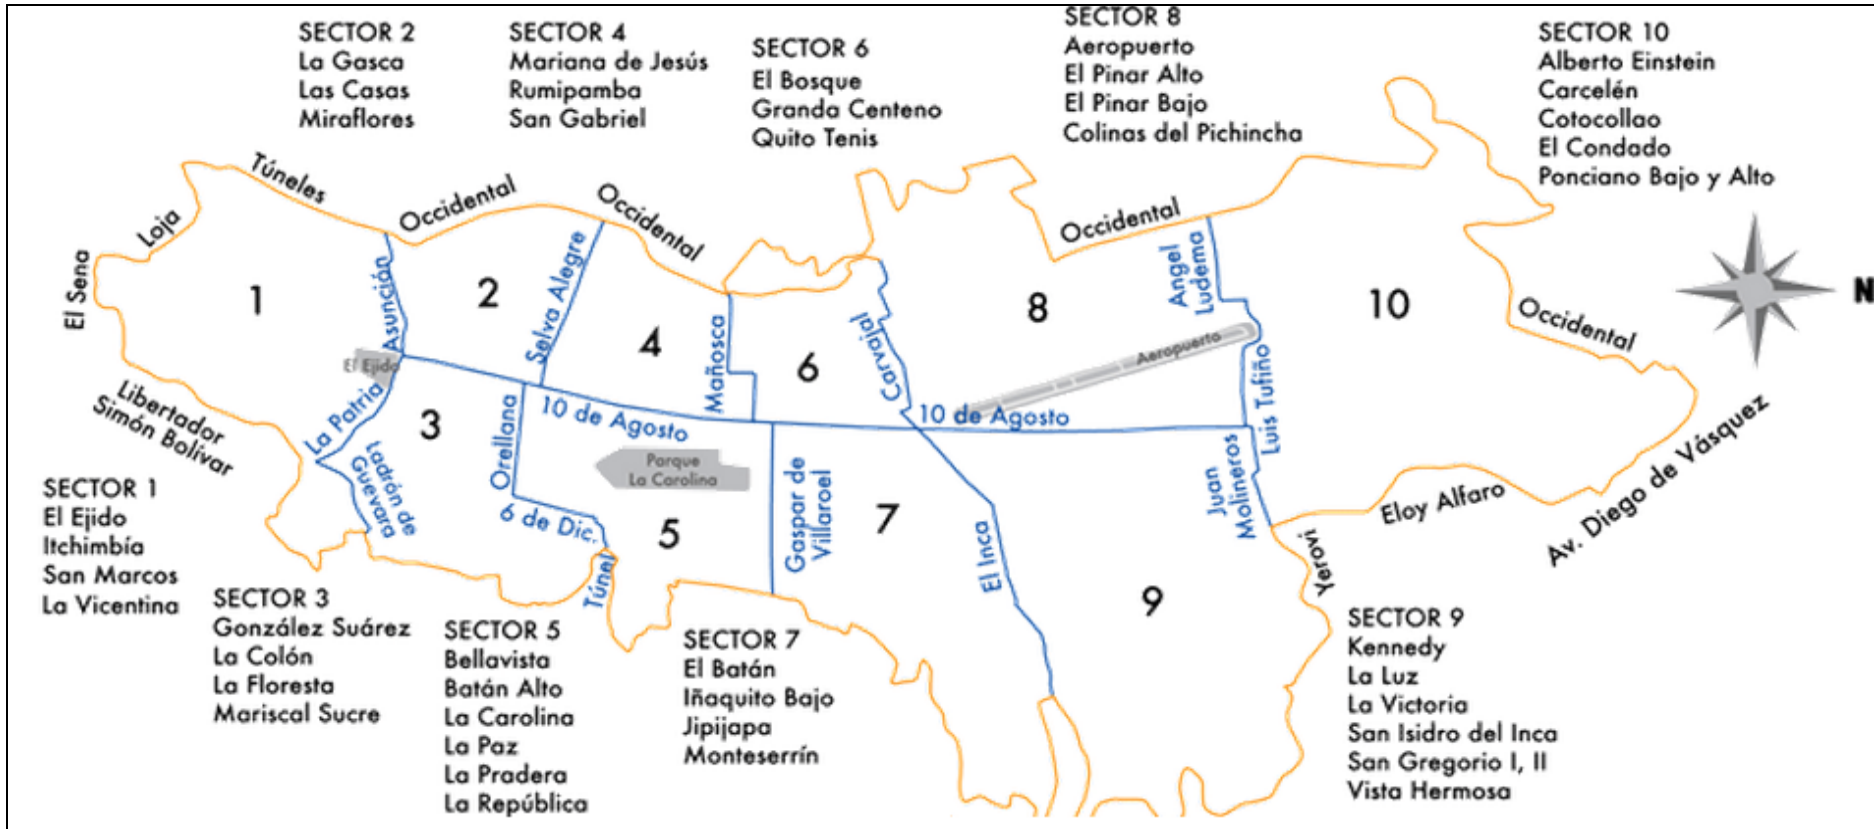 SECTOR 2
La Gasca
Las Casas
Miraflores
SECTOR 4
Mariana de Jesús
Rumipamba
San Gabriel
SECTOR 6
El Bosque
Granda Centeno
Quito Tenis
SECTOR 8
Aeropuerto
El Pinar Alto
El Pinar Bajo
Colinas del Pichincha
SECTOR 10
Alberto Einstein
Carcelén
Cotocollao
El Condado
Ponciano Bajo y Alto
Túneles
Occidental
Occidental
Occidental
Occidental
Loja
El Sena
Asunción
Selva Alegre
Mañosca
Carvajal
Angel
Ludema
Aeropuerto
Luis Tufiño
N
1
2
4
6
8
10
El Ejido
La Patria
Libertador
Simón Bolívar
Ladrón de
Guevara
3
Orellana
10 de Agosto
10 de Agosto
Parque
La Carolina
6 de Dic.
Túnel
5
Gaspar de
Villaroel
7
El Inca
9
Juan
Molineros
Yerovi
Eloy Alfaro
Av. Diego de Vásquez
SECTOR 1
El Ejido
Itchimbía
San Marcos
La Vicentina
SECTOR 3
González Suárez
La Colón
La Floresta
Mariscal Sucre
SECTOR 5
Bellavista
Batán Alto
La Carolina
La Paz
La Pradera
La República
SECTOR 7
El Batán
Iñaquito Bajo
Jipijapa
Monteserrín
SECTOR 9
Kennedy
La Luz
La Victoria
San Isidro del Inca
San Gregorio I, II
Vista Hermosa